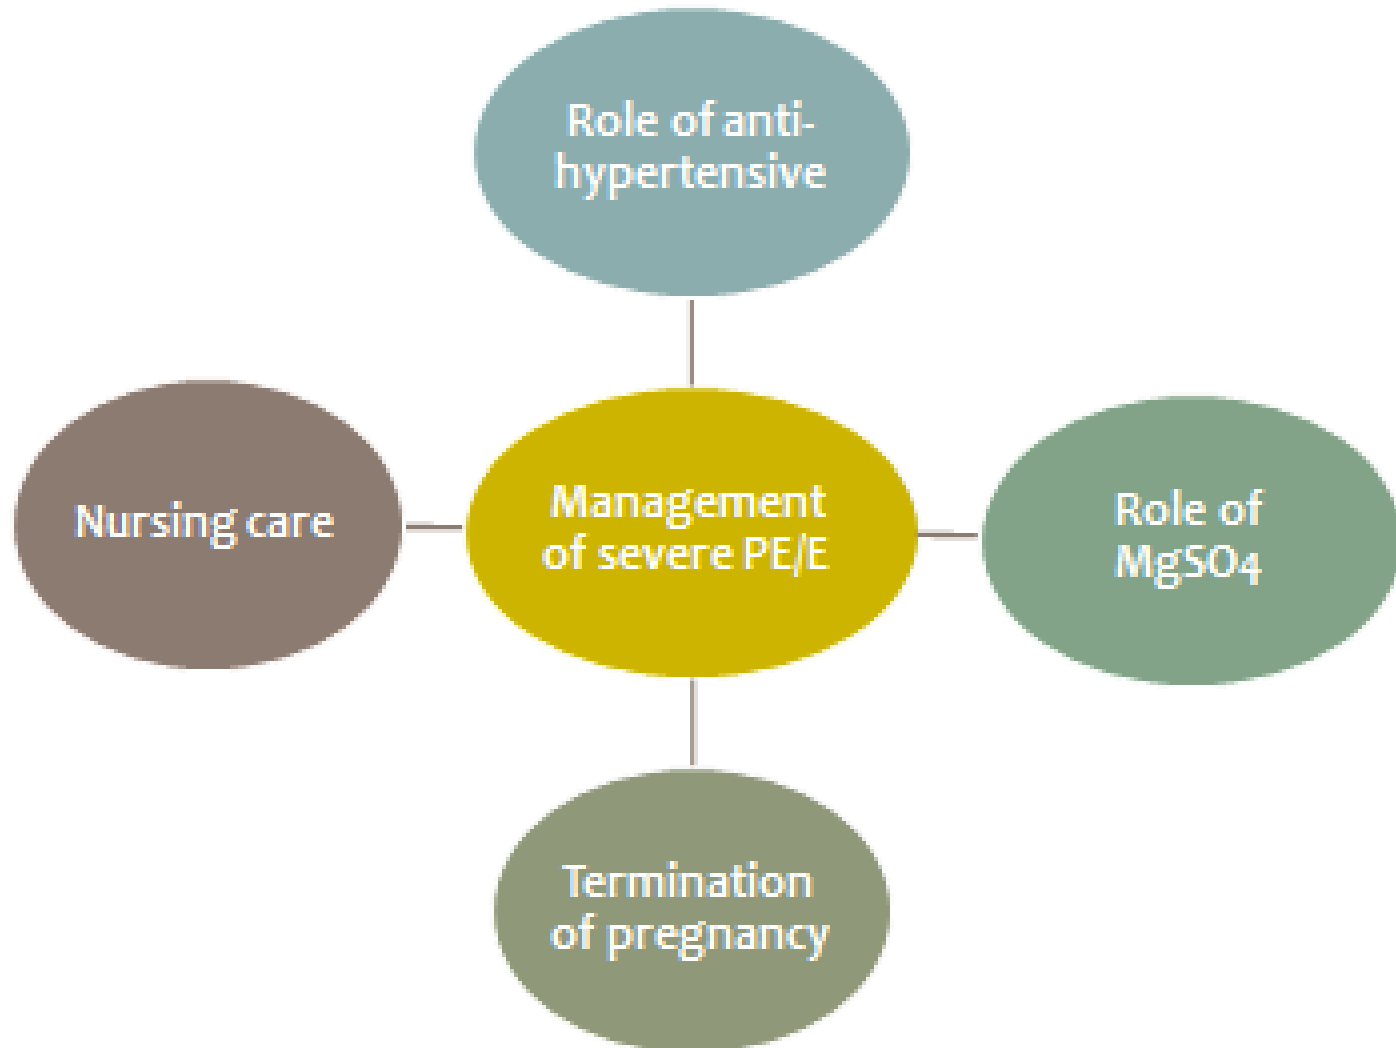 Role of anti-
hypertensive
Nursing care
Management
of severe PE/E
Role of
MgSO4
Termination
of pregnancy